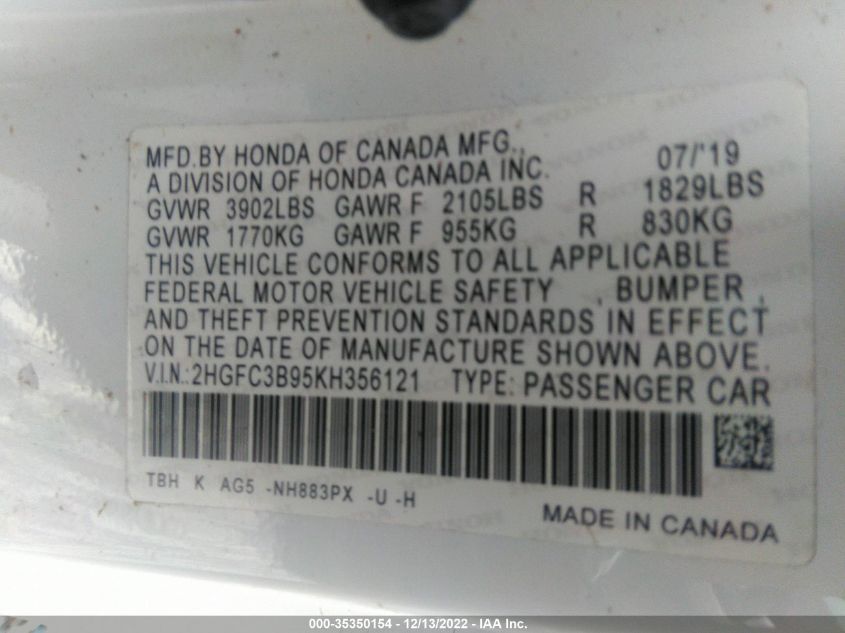 MFD.BY HONDA OF CANADA MFG., 07/'19
A DIVISION OF HONDA CANADA INC.
GVWR 3902LBS GAWR F 2105LBS R 1829LBS
GVWR 1770KG GAWR F 955KG R 830KG
THIS VEHICLE CONFORMS TO ALL APPLICABLE
FEDERAL MOTOR VEHICLE SAFETY , BUMPER ,
AND THEFT PREVENTION STANDARDS IN EFFECT
ON THE DATE OF MANUFACTURE SHOWN ABOVE.
V.I.N.:2HGFC3B95KH356121 TYPE: PASSENGER CAR
TBH K AG5 -NH883PX -U -H
MADE IN CANADA
000-35350154 - 12/13/2022 - IAA Inc.